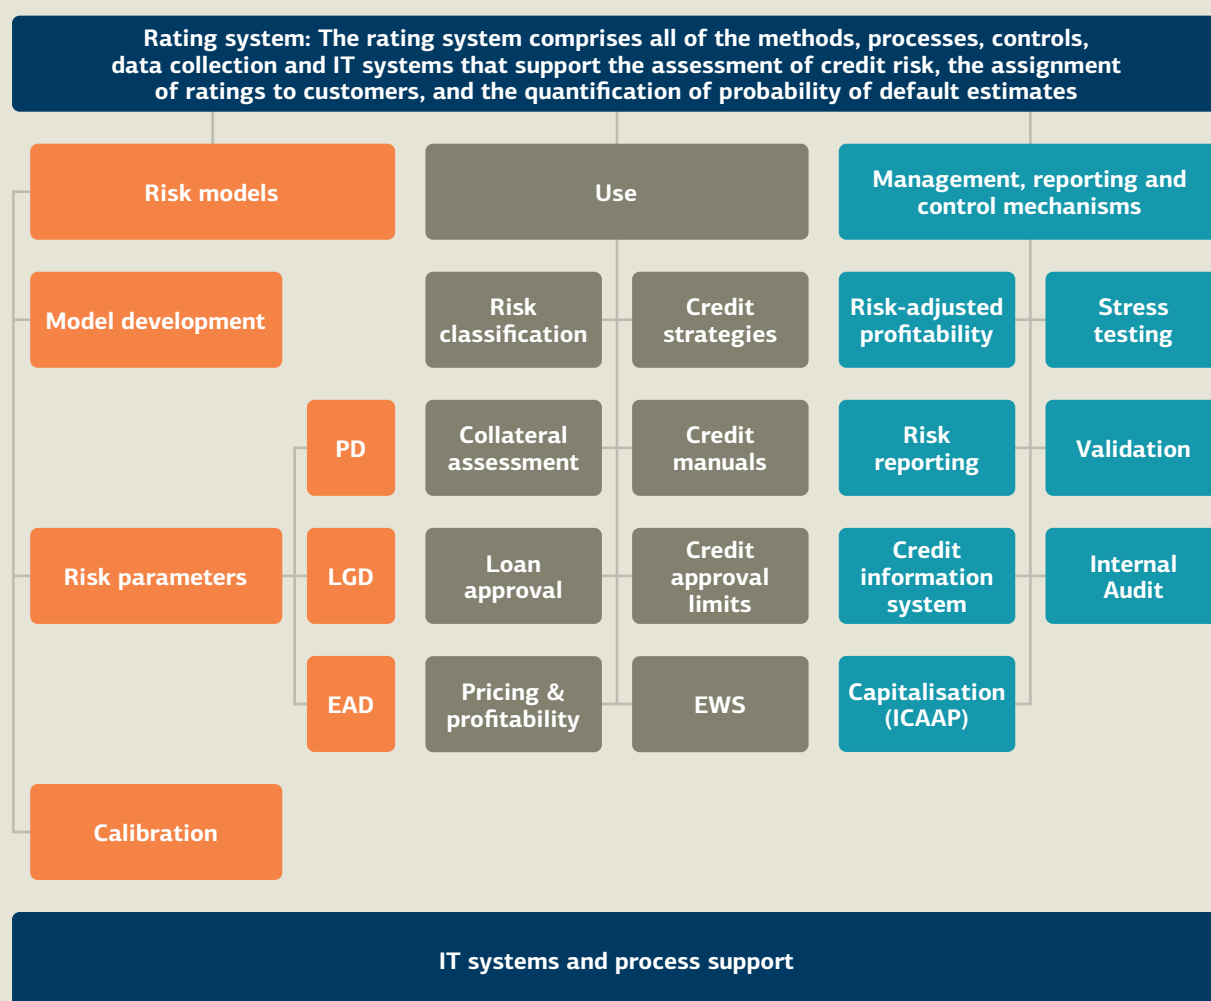 Rating system: The rating system comprises all of the methods, processes, controls,
data collection and IT systems that support the assessment of credit risk, the assignment
of ratings to customers, and the quantification of probability of default estimates
Risk models
Use
Management, reporting and
control mechanisms
Model development
Risk
classification
Credit
strategies
Risk-adjusted
profitability
Stress
testing
PD
Collateral
assessment
Credit
manuals
Risk
reporting
Validation
Risk parameters
LGD
Loan
approval
Credit
approval
limits
Credit
information
system
Internal
Audit
EAD
Pricing &
profitability
EWS
Capitalisation
(ICAAP)
Calibration
IT systems and process support